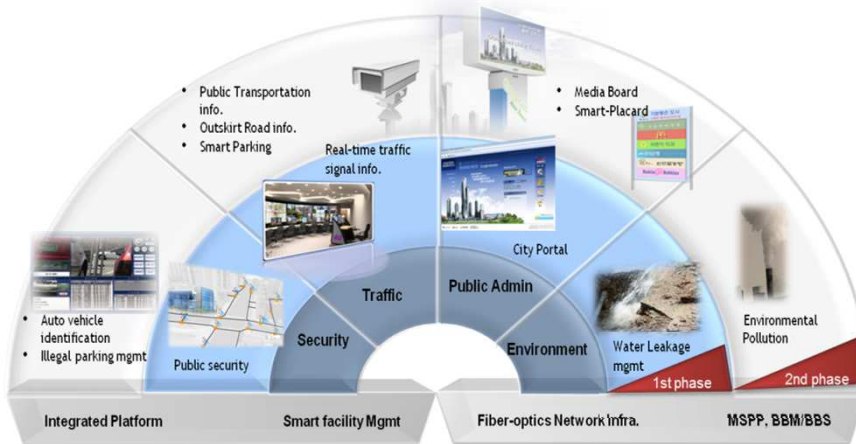 • Public Transportation
info.
• Outskirt Road info.
• Smart Parking
• Media Board
• Smart-Placard
Real-time traffic
signal info.
City Portal
Traffic
Public Admin
• Auto vehicle
identification
• Illegal parking mgmt
Public security
Security
Environment
Water Leakage
mgmt
Environmental
Pollution
1st phase
2nd phase
Integrated Platform
Smart facility Mgmt
Fiber-optics Network Infra.
MSPP, BBM/BBS